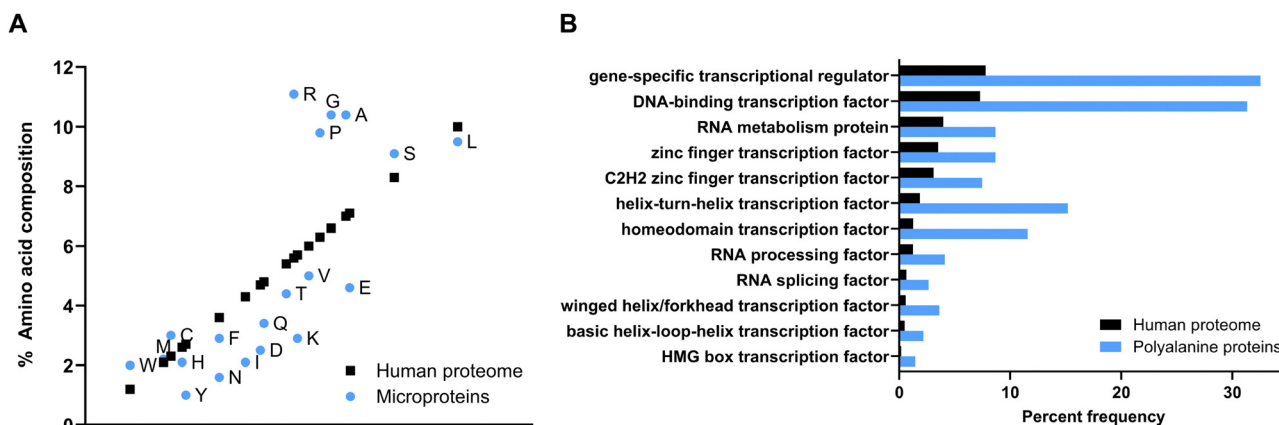 A
% Amino acid composition
12
10
8
6
4
2
0
R
G
A
P
S
L
V
T
E
Q
K
C
M
F
W
H
D
I
N
Y
Human proteome
Microproteins
B
gene-specific transcriptional regulator
DNA-binding transcription factor
RNA metabolism protein
zinc finger transcription factor
C2H2 zinc finger transcription factor
helix-turn-helix transcription factor
homeodomain transcription factor
RNA processing factor
RNA splicing factor
winged helix/forkhead transcription factor
basic helix-loop-helix transcription factor
HMG box transcription factor
Human proteome
Polyalanine proteins
0
10
20
30
Percent frequency